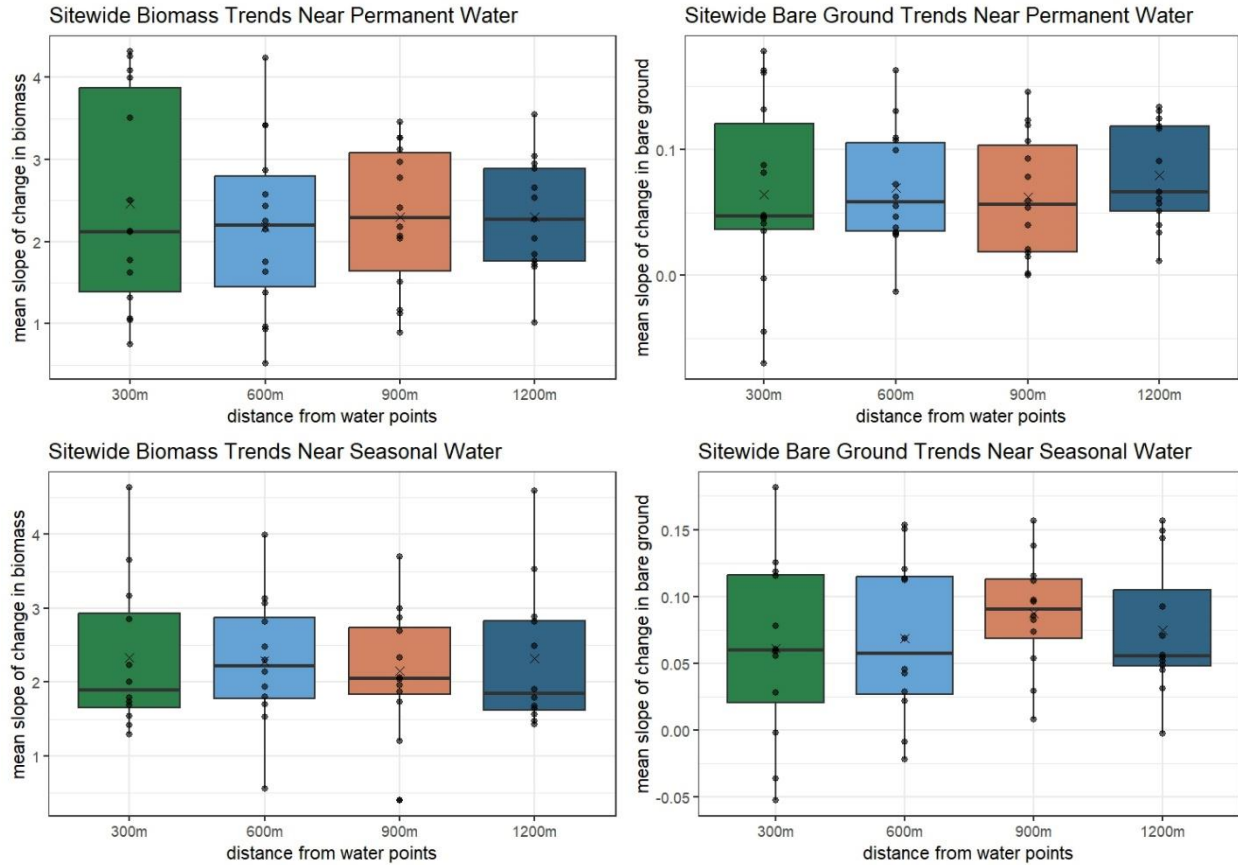 Sitewide Biomass Trends Near Permanent Water
mean slope of change in biomass
4
3
2
1
300m 600m 900m 1200m
distance from water points
Sitewide Bare Ground Trends Near Permanent Water
mean slope of change in bare ground
0.1
0.0
300m 600m 900m 1200m
distance from water points
Sitewide Biomass Trends Near Seasonal Water
mean slope of change in biomass
4
3
2
1
300m 600m 900m 1200m
distance from water points
Sitewide Bare Ground Trends Near Seasonal Water
mean slope of change in bare ground
0.15
0.10
0.05
0.00
-0.05
300m 600m 900m 1200m
distance from water points